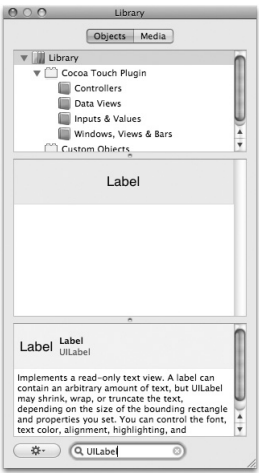 Library
Objects Media
Library
Cocoa Touch Plugin
Controllers
Data Views
Inputs & Values
Windows, Views & Bars
Custom Objects
Label
Label Label
UILabel
Implements a read-only text view. A label can
contain an arbitrary amount of text, but UILabel
may shrink, wrap, or truncate the text,
depending on the size of the bounding rectangle
and properties you set. You can control the font,
text color, alignment, highlighting, and
UILabel